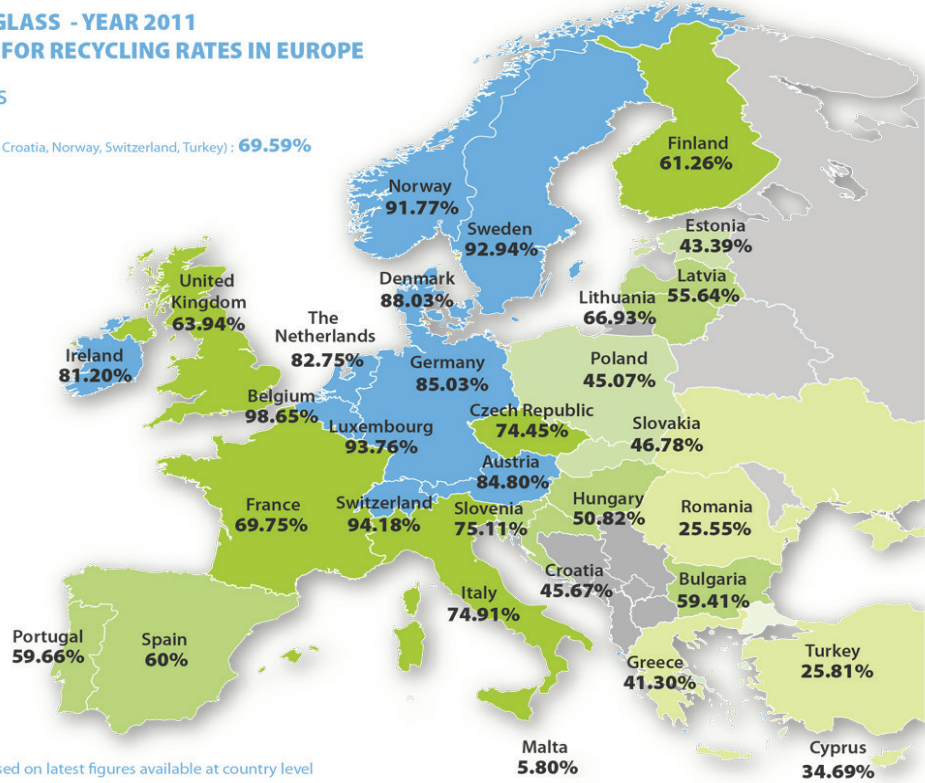 GLASS - YEAR 2011
FOR RECYCLING RATES IN EUROPE
S
Croatia, Norway, Switzerland, Turkey) : 69.59%
Finland
61.26%
Norway
91.77%
Sweden
92.94%
Estonia
43.39%
Latvia
55.64%
Lithuania
66.93%
Denmark
88.03%
United
Kingdom
63.94%
The
Netherlands
82.75%
Ireland
81.20%
Germany
85.03%
Poland
45.07%
Belgium
98.65%
Luxembourg
93.76%
Czech Republic
74.45%
Slovakia
46.78%
Austria
84.80%
France
69.75%
Switzerland
94.18%
Slovenia
75.11%
Hungary
50.82%
Romania
25.55%
Croatia
45.67%
Bulgaria
59.41%
Italy
74.91%
Portugal
59.66%
Spain
60%
Greece
41.30%
Turkey
25.81%
Malta
5.80%
Cyprus
34.69%
sed on latest figures available at country level